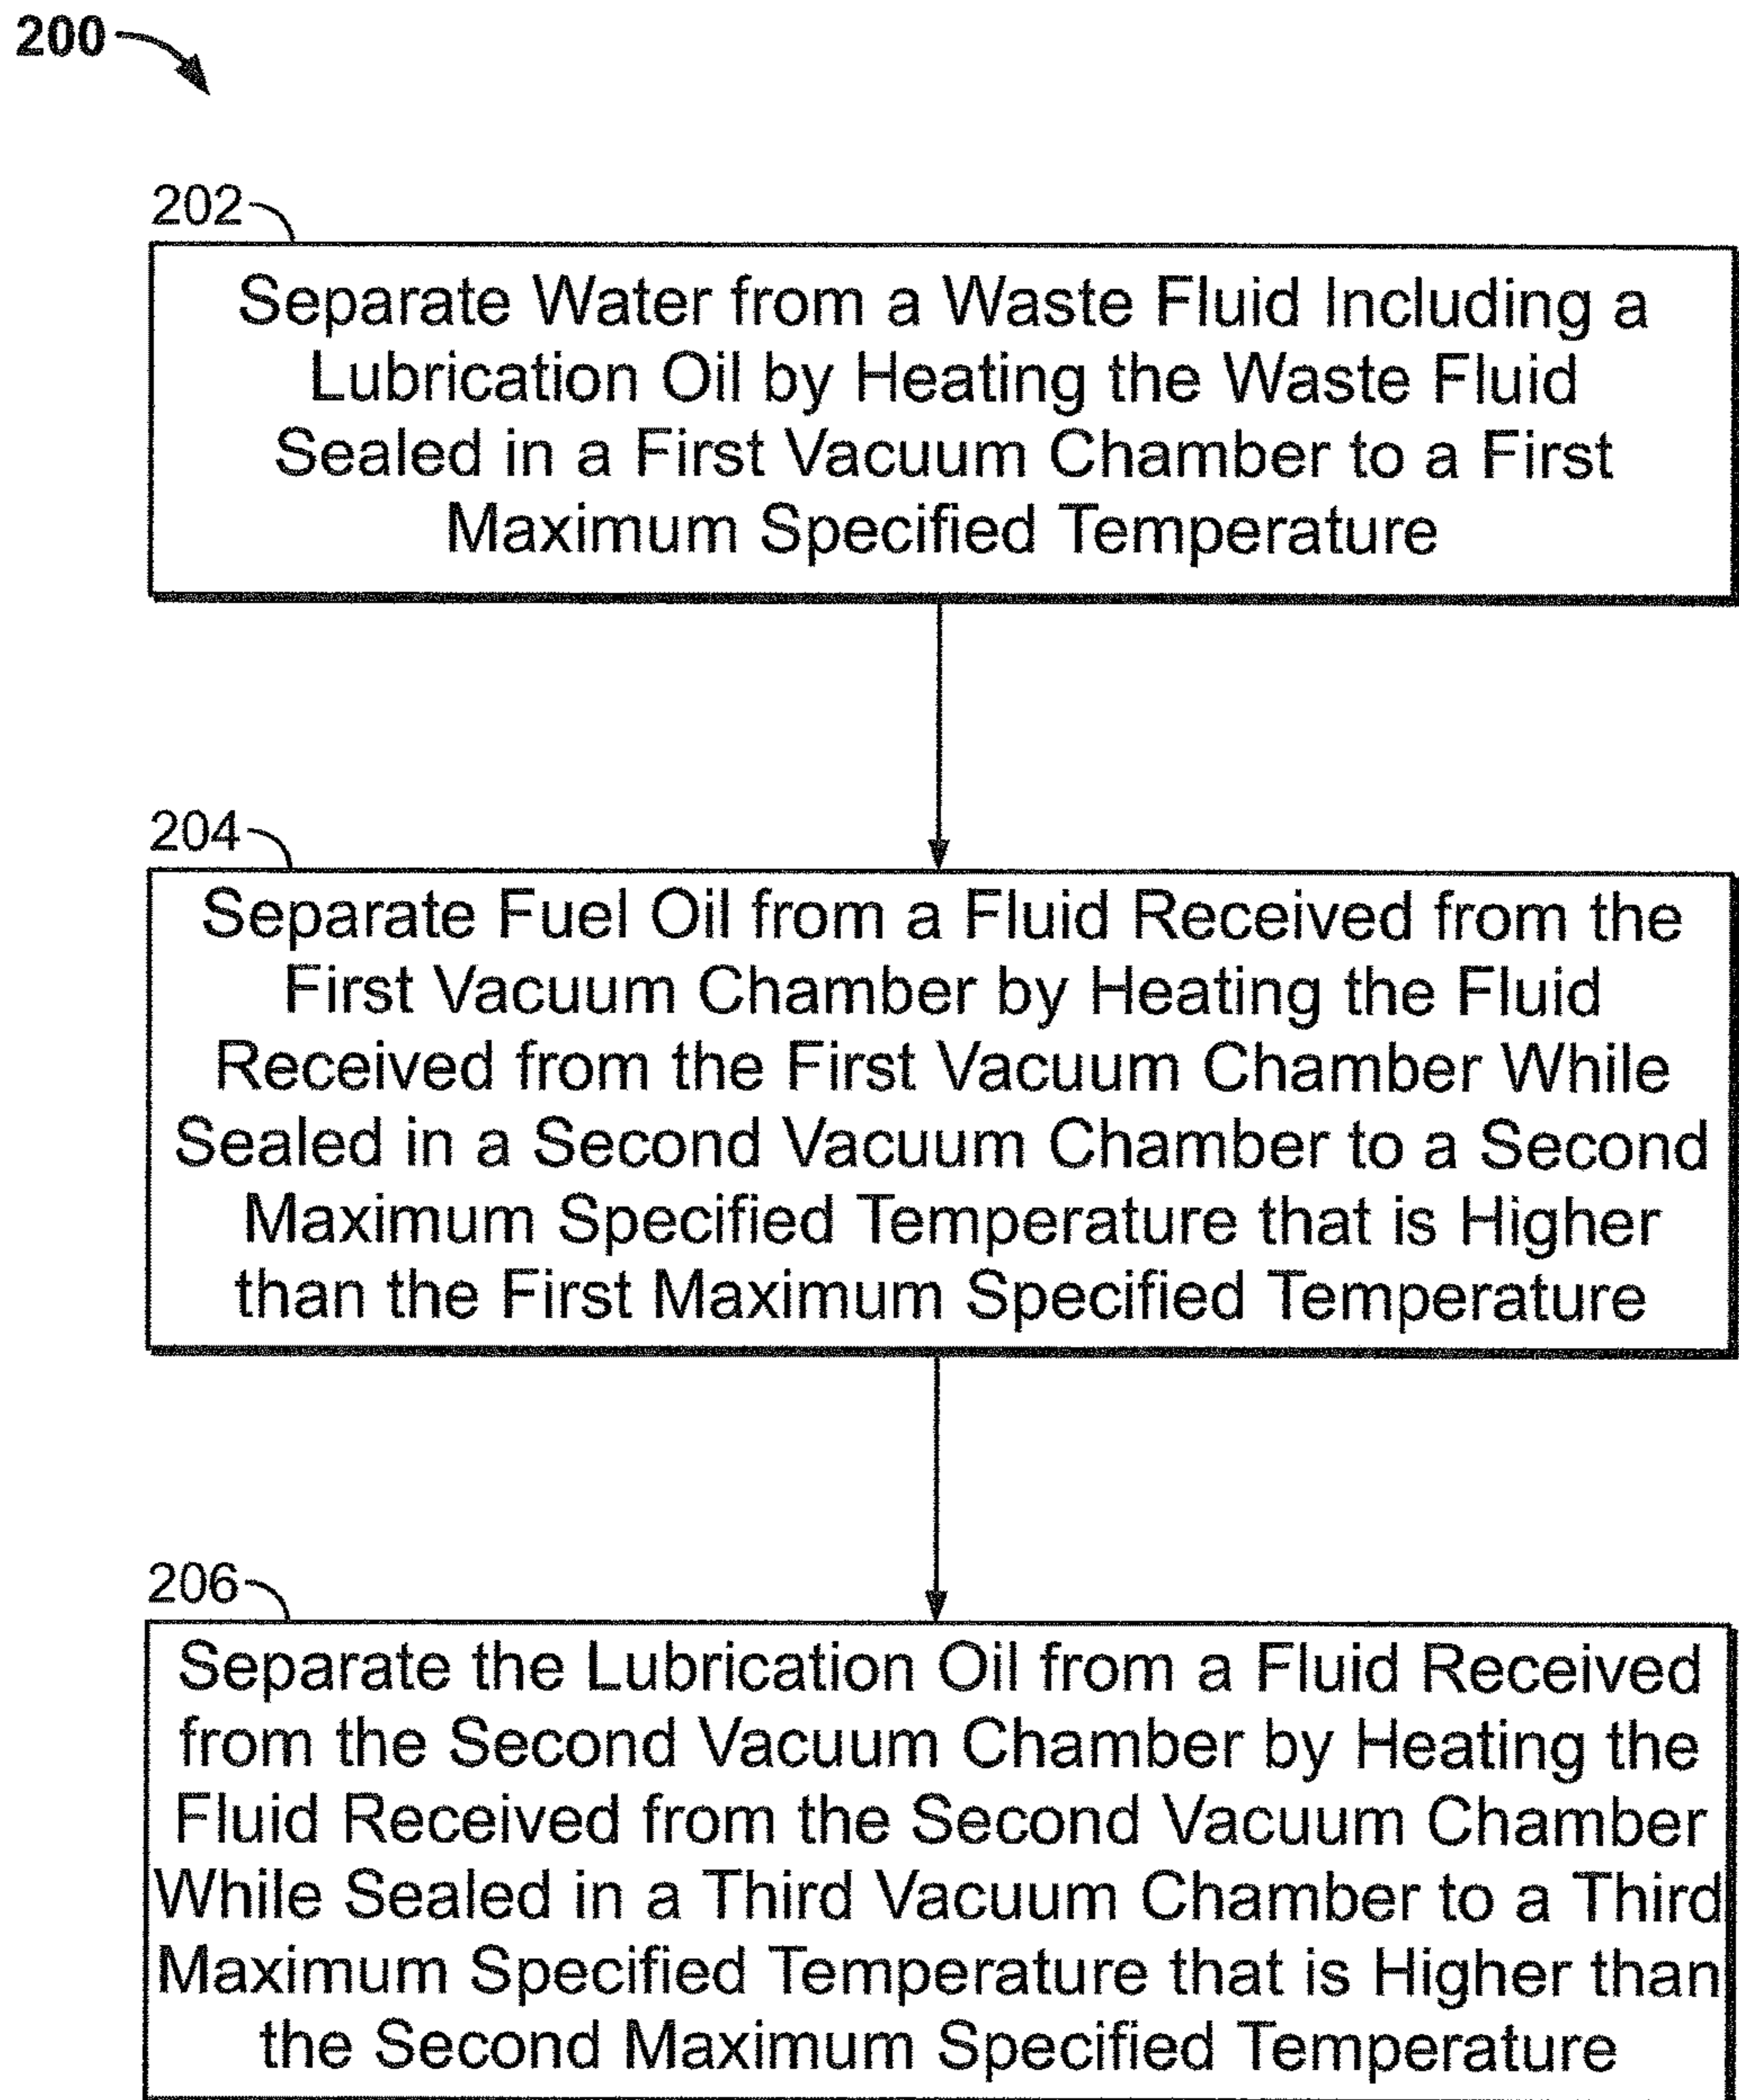 200
202
Separate Water from a Waste Fluid Including a
Lubrication Oil by Heating the Waste Fluid
Sealed in a First Vacuum Chamber to a First
Maximum Specified Temperature
204
Separate Fuel Oil from a Fluid Received from the
First Vacuum Chamber by Heating the Fluid
Received from the First Vacuum Chamber While
Sealed in a Second Vacuum Chamber to a Second
Maximum Specified Temperature that is Higher
than the First Maximum Specified Temperature
206
Separate the Lubrication Oil from a Fluid Received
from the Second Vacuum Chamber by Heating the
Fluid Received from the Second Vacuum Chamber
While Sealed in a Third Vacuum Chamber to a Third
Maximum Specified Temperature that is Higher than
the Second Maximum Specified Temperature